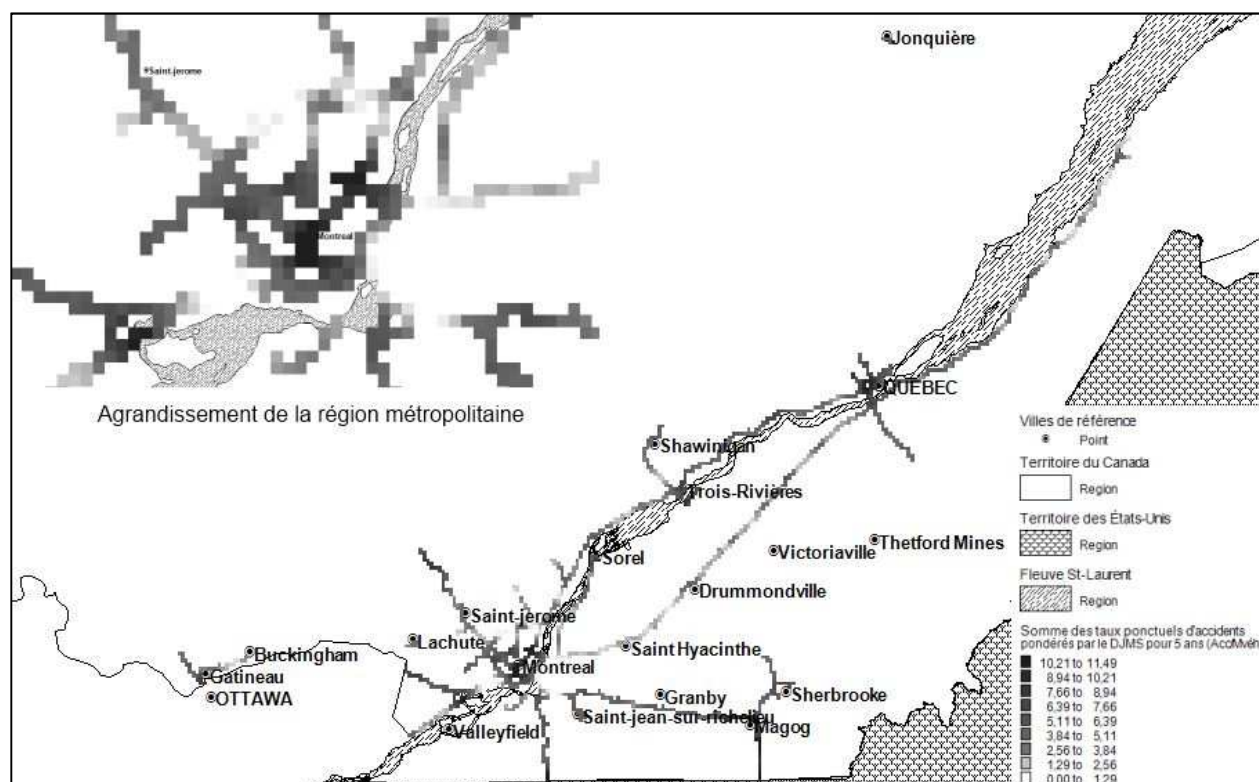 Saint-jerome
Montreal
Agrandissement de la région métropolitaine
Jonquière
QUÉBEC
Shawinigan
Trois-Rivières
Sorel
Victoriaville
Thetford Mines
Drummondville
Saint-jerome
Lachute
Buckingham
Gatineau
OTTAWA
Montreal
Saint Hyacinthe
Granby
Sherbrooke
Saint-jean-sur-richelieu
Magog
Valleyfield
Villes de référence
Point
Territoire du Canada
Region
Territoire des États-Unis
Region
Fleuve St-Laurent
Region
Somme des taux ponctuels d'accidents
pondérés par le DJMS pour 5 ans (Acc/Mvéh
10,21 to 11,49
8,94 to 10,21
7,66 to 8,94
6,39 to 7,66
5,11 to 6,39
3,84 to 5,11
2,56 to 3,84
1,29 to 2,56
0,00 to 1,29